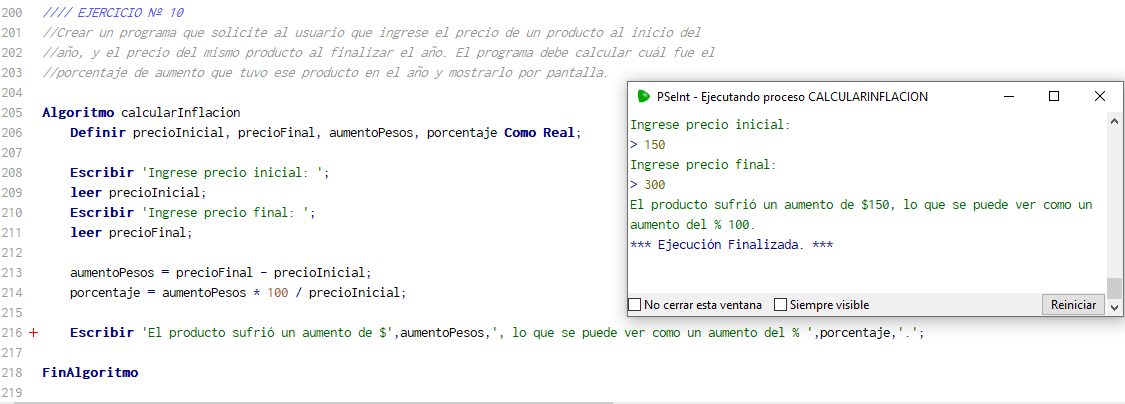 200 //// EJERCICIO Nº 10
201 //Crear un programa que solicite al usuario que ingrese el precio de un producto al inicio del
202 //año, y el precio del mismo producto al finalizar el año. El programa debe calcular cuál fue el
203 //porcentaje de aumento que tuvo ese producto en el año y mostrarlo por pantalla.
204
205 Algoritmo calcularInflacion
206 Definir precioInicial, precioFinal, aumentoPesos, porcentaje Como Real;
207
208 Escribir 'Ingrese precio inicial: ';
209 leer precioInicial;
210 Escribir 'Ingrese precio final: ';
211 leer precioFinal;
212
213 aumentoPesos = precioFinal - precioInicial;
214 porcentaje = aumentoPesos * 100 / precioInicial;
215
216 + Escribir 'El producto sufrió un aumento de $',aumentoPesos,', lo que se puede ver como un aumento del % ',porcentaje,'.';
217
218 FinAlgoritmo
219
PSeInt - Ejecutando proceso CALCULARINFLACION
Ingrese precio inicial:
> 150
Ingrese precio final:
> 300
El producto sufrió un aumento de $150, lo que se puede ver como un
aumento del % 100.
*** Ejecución Finalizada. ***
No cerrar esta ventana Siempre visible Reiniciar